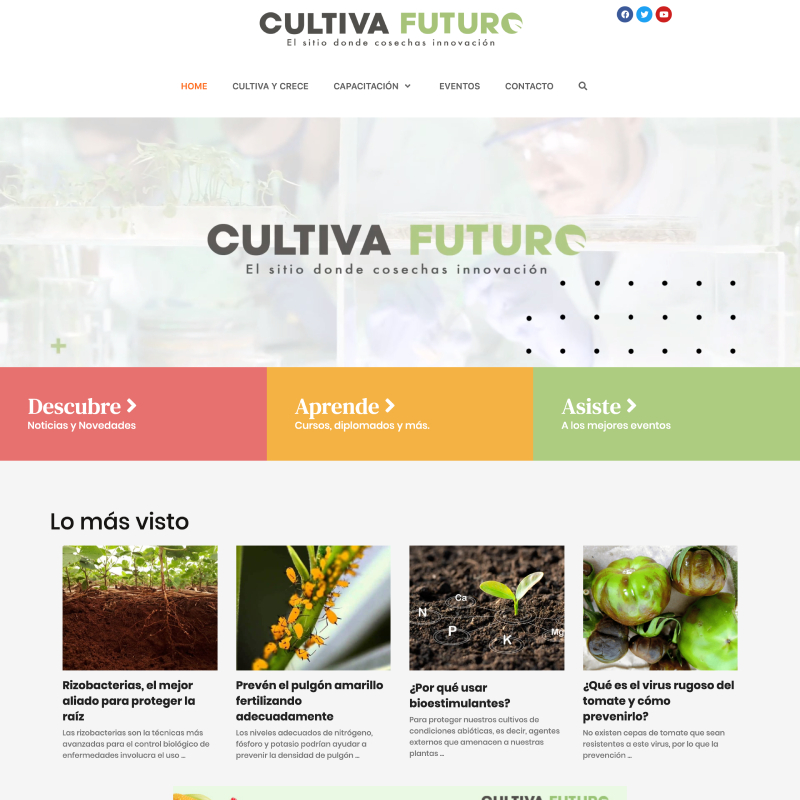 CULTIVA FUTURO
El sitio donde cosechas innovación
HOME CULTIVA Y CRECE CAPACITACIÓN EVENTOS CONTACTO
CULTIVA FUTURO
El sitio donde cosechas innovación
Descubre
Noticias y Novedades
Aprende
Cursos, diplomados y más.
Asiste
A los mejores eventos
Lo más visto
N
Ca
P
K
Mg
Rizobacterias, el mejor
aliado para proteger la
raíz
Las rizobacterias son la técnicas más
avanzadas para el control biológico de
enfermedades involucra el uso ...
Prevén el pulgón amarillo
fertilizando
adecuadamente
Los niveles adecuados de nitrógeno,
fósforo y potasio podrían ayudar a
prevenir la densidad de pulgón ...
¿Por qué usar
bioestimulantes?
Para proteger nuestros cultivos de
condiciones abióticas, es decir, agentes
externos que amenacen a nuestras
plantas ...
¿Qué es el virus rugoso del
tomate y cómo
prevenirlo?
No existen cepas de tomate que sean
resistentes a este virus, por lo que la
prevención ...
CULTIVA FUTURO